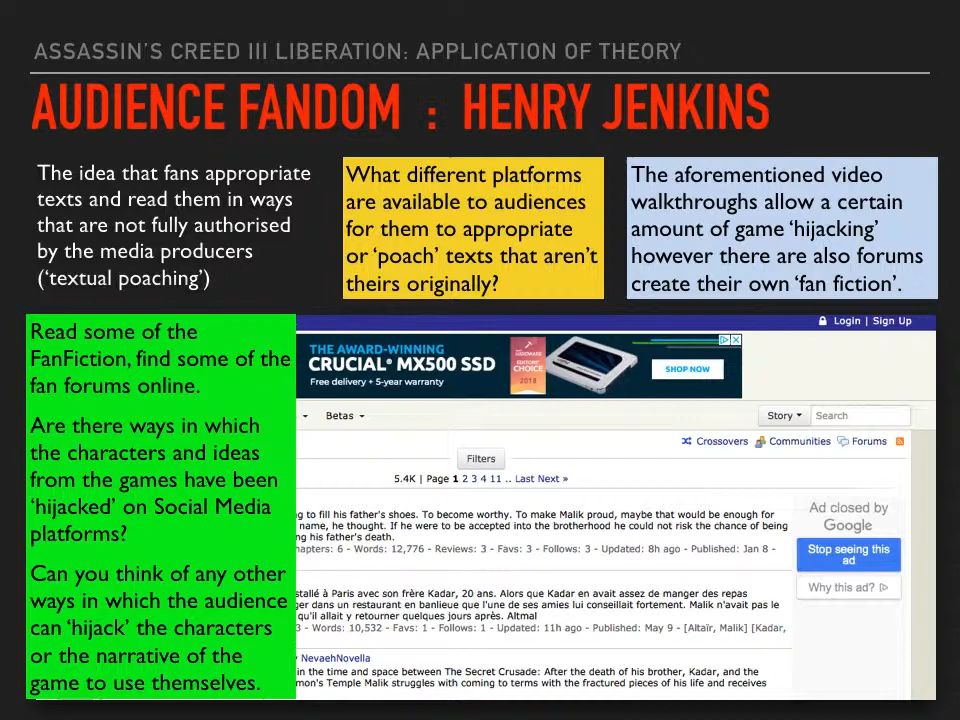 ASSASSIN'S CREED III LIBERATION: APPLICATION OF THEORY
AUDIENCE FANDOM : HENRY JENKINS
The idea that fans appropriate
texts and read them in ways
that are not fully authorised
by the media producers
('textual poaching')
What different platforms
are available to audiences
for them to appropriate
or 'poach' texts that aren't
theirs originally?
The aforementioned video
walkthroughs allow a certain
amount of game 'hijacking'
however there are also forums
create their own 'fan fiction'.
Read some of the
FanFiction, find some of the
fan forums online.
Are there ways in which
the characters and ideas
from the games have been
'hijacked' on Social Media
platforms?
Can you think of any other
ways in which the audience
can 'hijack' the characters
or the narrative of the
game to use themselves.
Login | Sign Up
THE AWARD-WINNING
CRUCIAL® MX500 SSD
Free delivery + 5-year warranty
HARDWARE
EDITORS'
CHOICE
2018
SHOP NOW
Betas
Story
Search
Crossovers Communities Forums
Filters
5.4K | Page 1 2 3 4 11 .. Last Next »
g to fill his father's shoes. To become worthy. To make Malik proud, maybe that would be enough for
name, he thought. If he were to be accepted into the brotherhood he could not risk the chance of being
ng his father's death.
hapters: 6 - Words: 12,776 - Reviews: 3 - Favs: 3 - Follows: 3 - Updated: 8h ago - Published: Jan 8 -
stallé à Paris avec son frère Kadar, 20 ans. Alors que Kadar en avait assez de manger des repas
ger dans un restaurant en banlieue que l'une de ses amies lui conseillait fortement. Malik n'avait pas le
qu'il allait y retourner quelques jours après. Altmal
3 - Words: 10,532 - Favs: 1 - Follows: 1 - Updated: 11h ago - Published: May 9 - [Altaïr, Malik] [Kadar,
y NevaehNovella
in the time and space between The Secret Crusade: After the death of his brother, Kadar, and the
mon's Temple Malik struggles with coming to terms with the fractured pieces of his life and receives
Ad closed by
Google
Stop seeing this
ad
Why this ad?